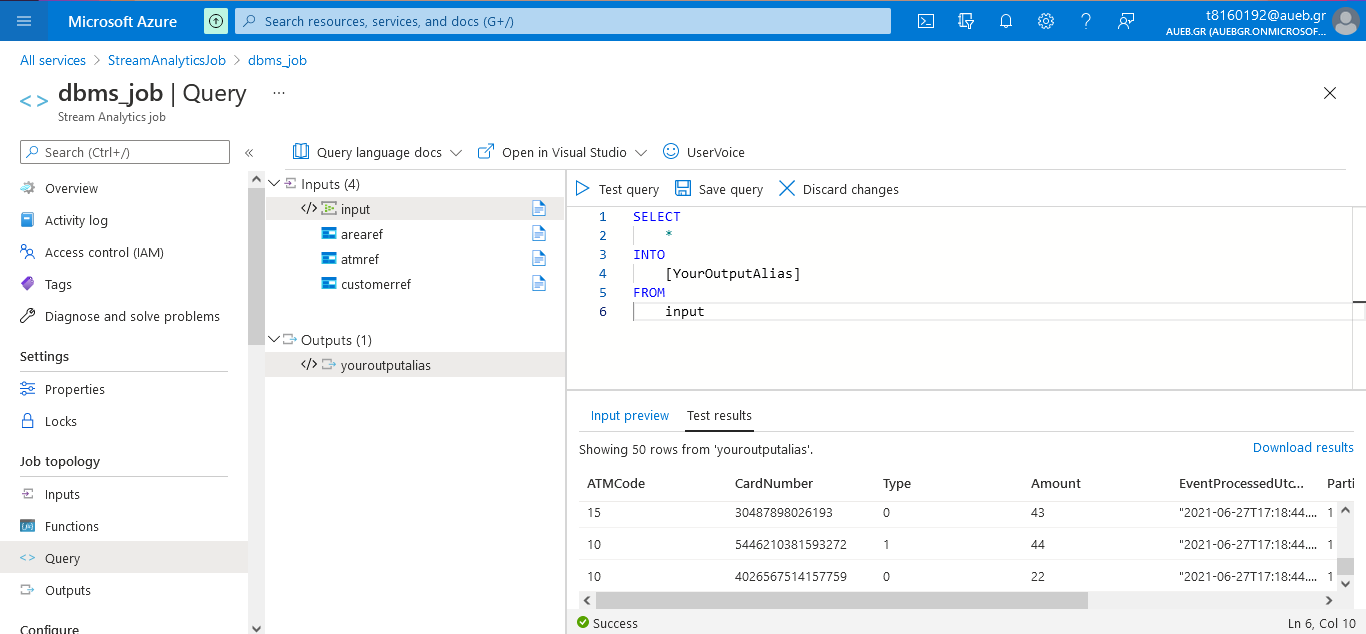 Microsoft Azure
Search resources, services, and docs (G+/)
t8160192@aueb.gr
AUEB.GR (AUEBGR.ONMICROSOF...
All services > StreamAnalyticsJob > dbms_job
< > dbms_job | Query ...
Stream Analytics job
Search (Ctrl+/)
«
Overview
Activity log
Access control (IAM)
Tags
Diagnose and solve problems
Settings
Properties
Locks
Job topology
Inputs
Functions
<> Query
Outputs
Configure
Query language docs
Open in Visual Studio
UserVoice
Inputs (4)
</> input
arearef
atmref
customerref
Outputs (1)
</> youroutputalias
Test query
Save query
Discard changes
1 SELECT
2 *
3 INTO
4 [YourOutputAlias]
5 FROM
6 input
Input preview
Test results
Showing 50 rows from 'youroutputalias'.
Download results
ATMCode CardNumber Type Amount EventProcessedUtc... Parti
15 30487898026193 0 43 "2021-06-27T17:18:44.... 1
10 5446210381593272 1 44 "2021-06-27T17:18:44.... 1
10 4026567514157759 0 22 "2021-06-27T17:18:44.... 1
Success
Ln 6, Col 10